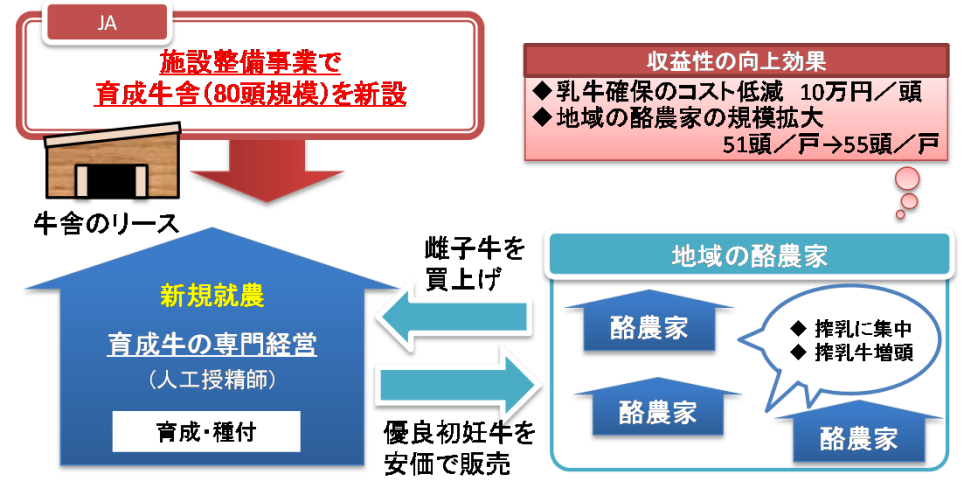 JA
施設整備事業で
育成牛舎(80頭規模)を新設
収益性の向上効果
◆乳牛確保のコスト低減 10万円/頭
◆地域の酪農家の規模拡大
51頭/戸→55頭/戸
牛舎のリース
新規就農
育成牛の専門経営
(人工授精師)
育成・種付
雌子牛を
買上げ
優良初妊牛を
安価で販売
地域の酪農家
酪農家
◆ 搾乳に集中
◆ 搾乳牛増頭
酪農家
酪農家